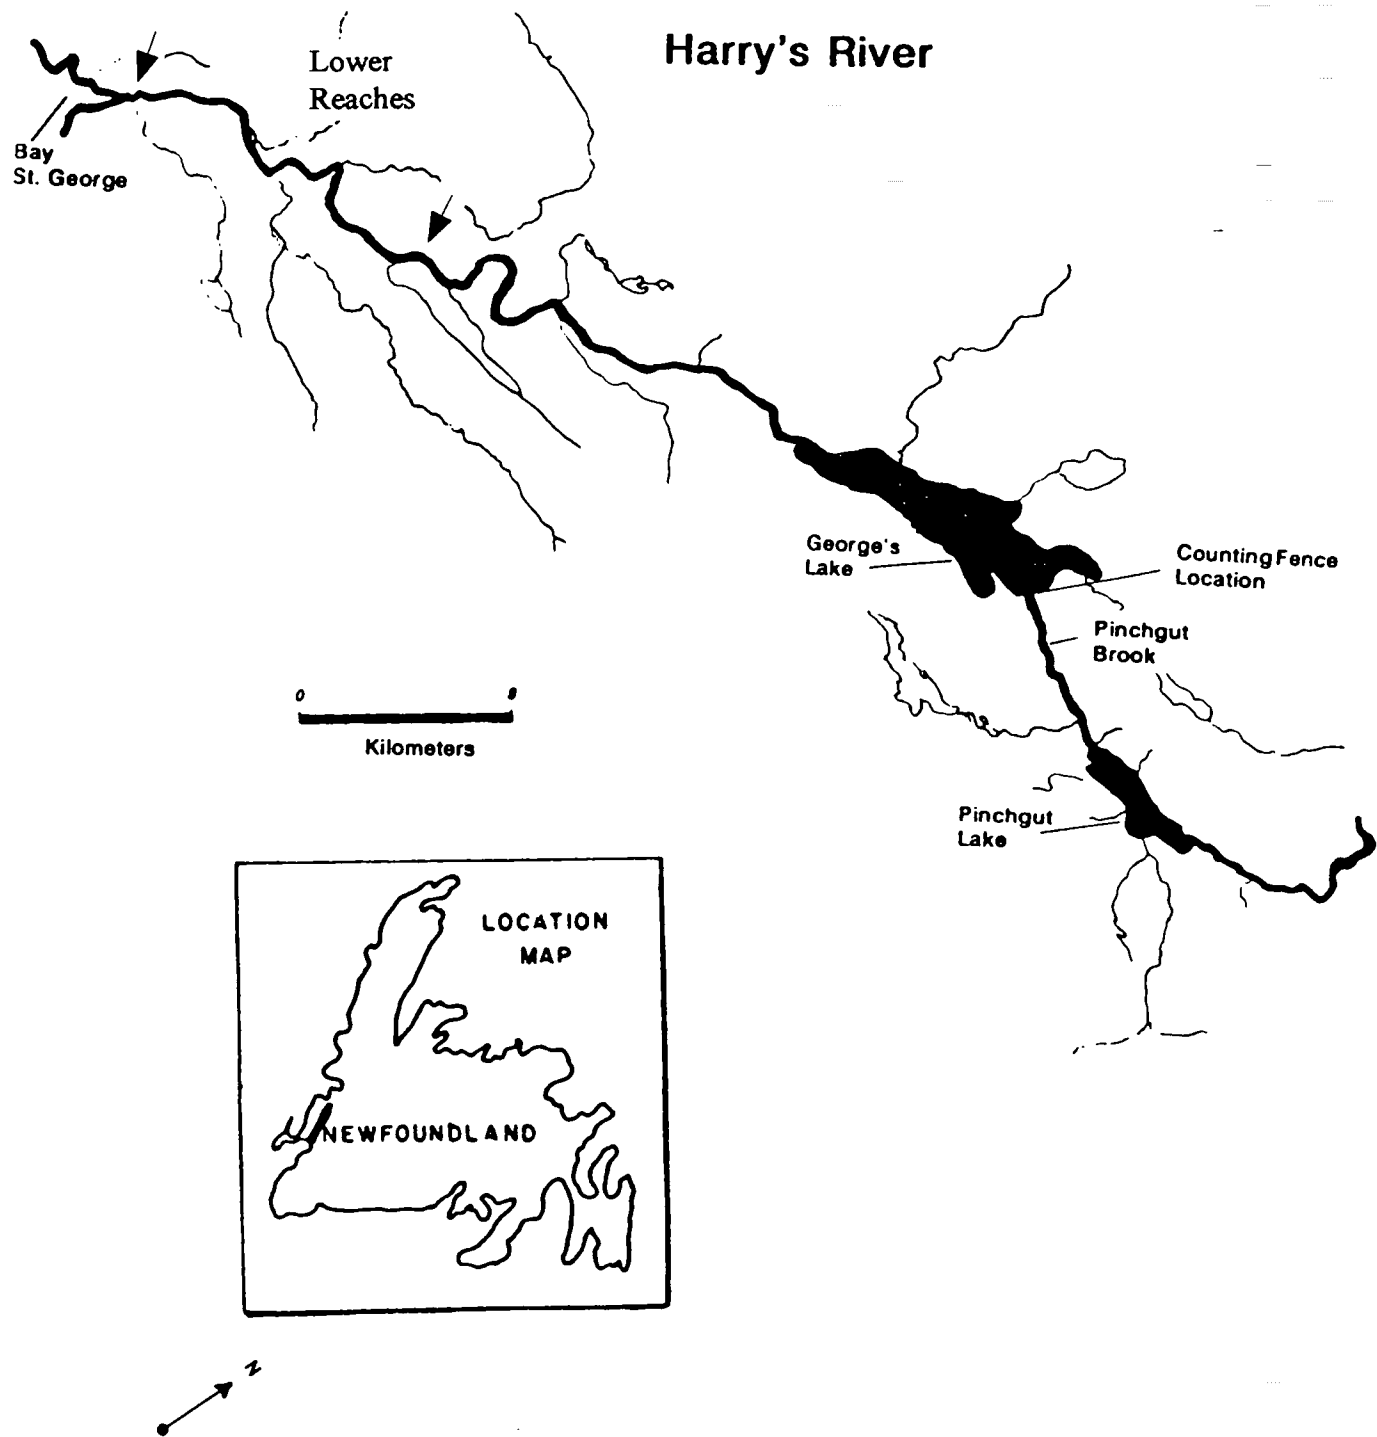 Harry's River
Lower
Reaches
Bay
St. George
George's
Lake
Counting Fence
Location
Pinchgut
Brook
0
Kilometers
Pinchgut
Lake
LOCATION
MAP
NEWFOUNDLAND
N